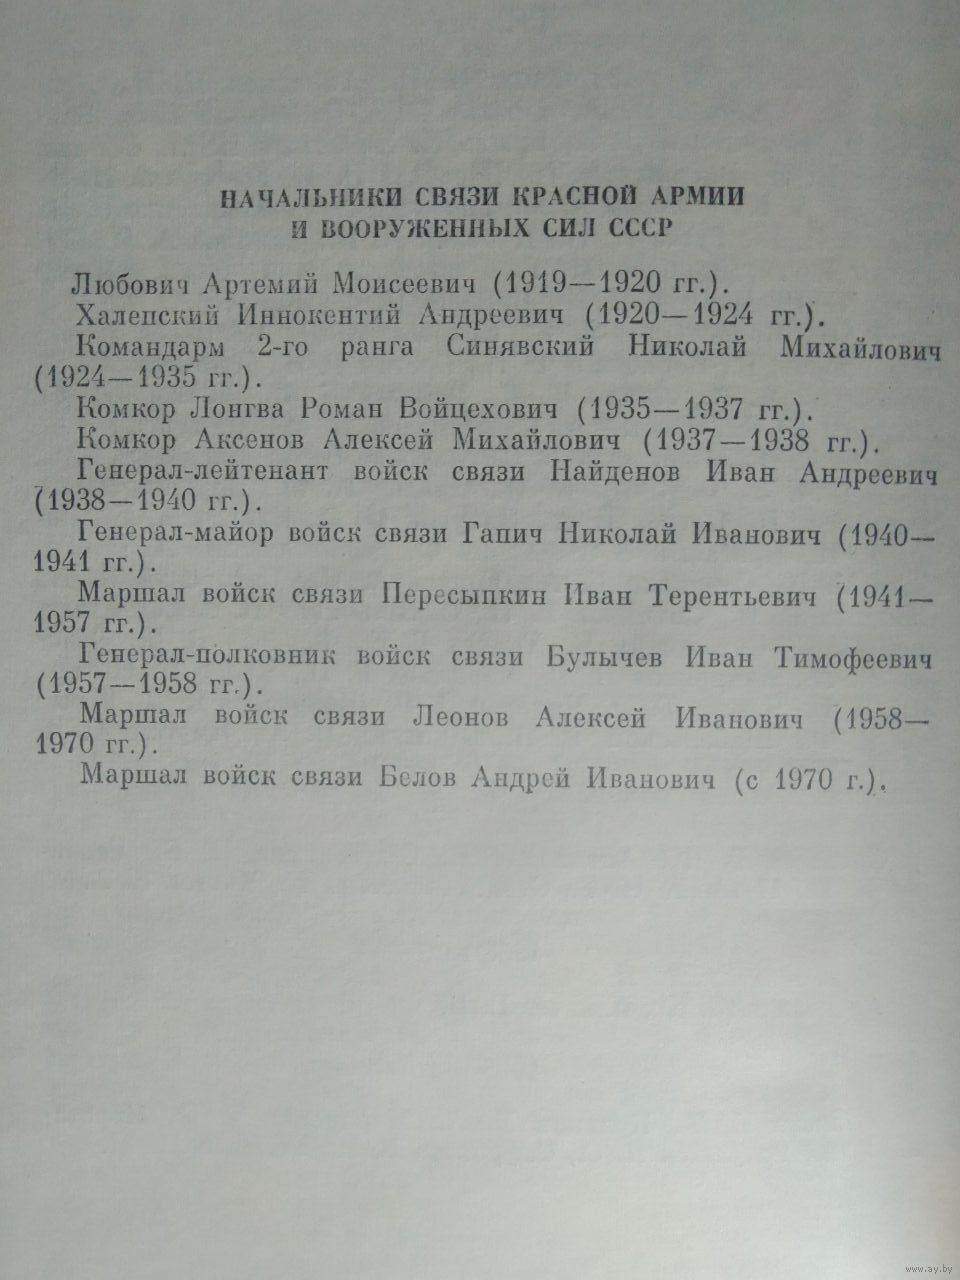 НАЧАЛЬНИКИ СВЯЗИ КРАСНОЙ АРМИИ
И ВООРУЖЕННЫХ СИЛ СССР
Любович Артемий Моисеевич (1919—1920 гг.).
Халепский Иннокентий Андреевич (1920—1924 гг.).
Командарм 2-го ранга Синявский Николай Михайлович
(1924—1935 гг.).
Комкор Лонгва Роман Войцехович (1935—1937 гг.).
Комкор Аксенов Алексей Михайлович (1937—1938 гг.).
Генерал-лейтенант войск связи Найденов Иван Андреевич
(1938—1940 гг.).
Генерал-майор войск связи Гапич Николай Иванович (1940—
1941 гг.).
Маршал войск связи Пересыпкин Иван Терентьевич (1941—
1957 гг.).
Генерал-полковник войск связи Булычев Иван Тимофеевич
(1957—1958 гг.).
Маршал войск связи Леонов Алексей Иванович (1958—
1970 гг.).
Маршал войск связи Белов Андрей Иванович (с 1970 г.).
www.ay.by